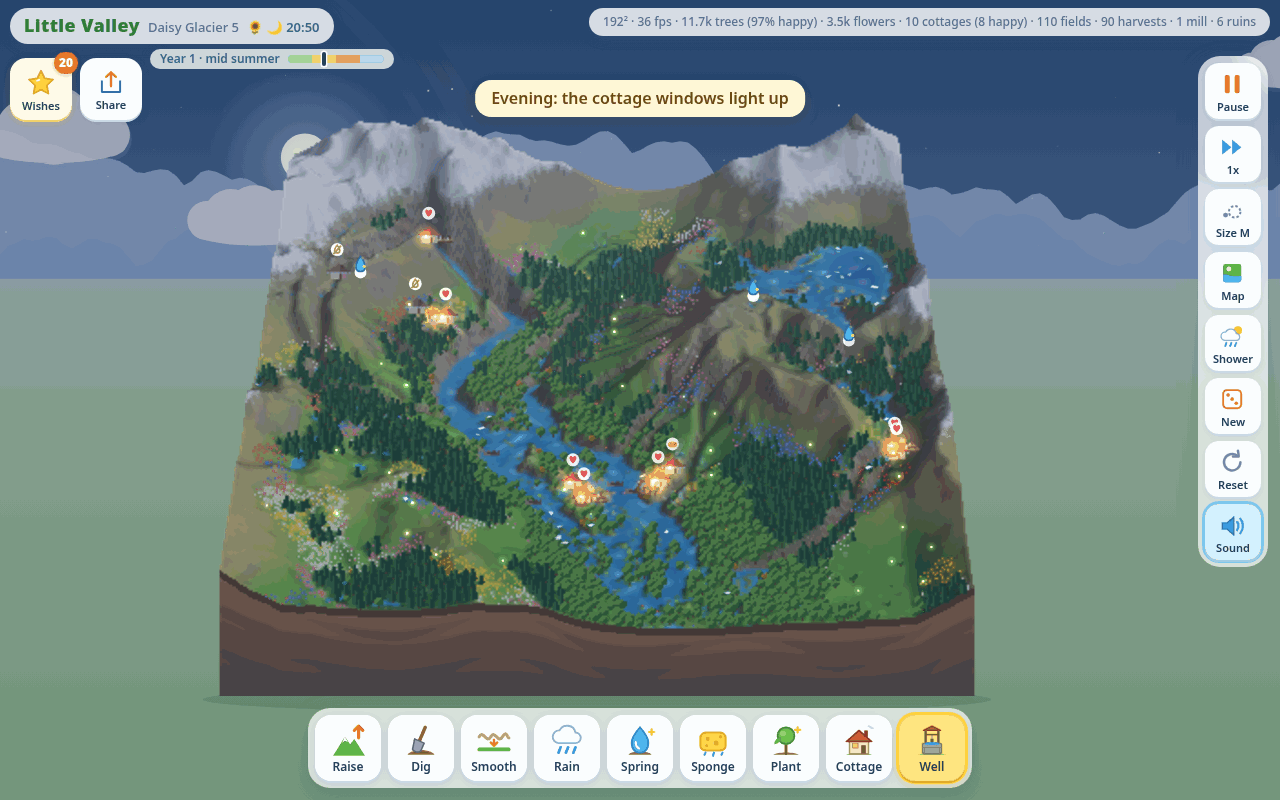 Little Valley Daisy Glacier 5 20:50
192² · 36 fps · 11.7k trees (97% happy) · 3.5k flowers · 10 cottages (8 happy) · 110 fields · 90 harvests · 1 mill · 6 ruins
Year 1 · mid summer
20
Wishes
Share
Evening: the cottage windows light up
Pause
1x
Size M
Map
Shower
New
Reset
Sound
Raise
Dig
Smooth
Rain
Spring
Sponge
Plant
Cottage
Well